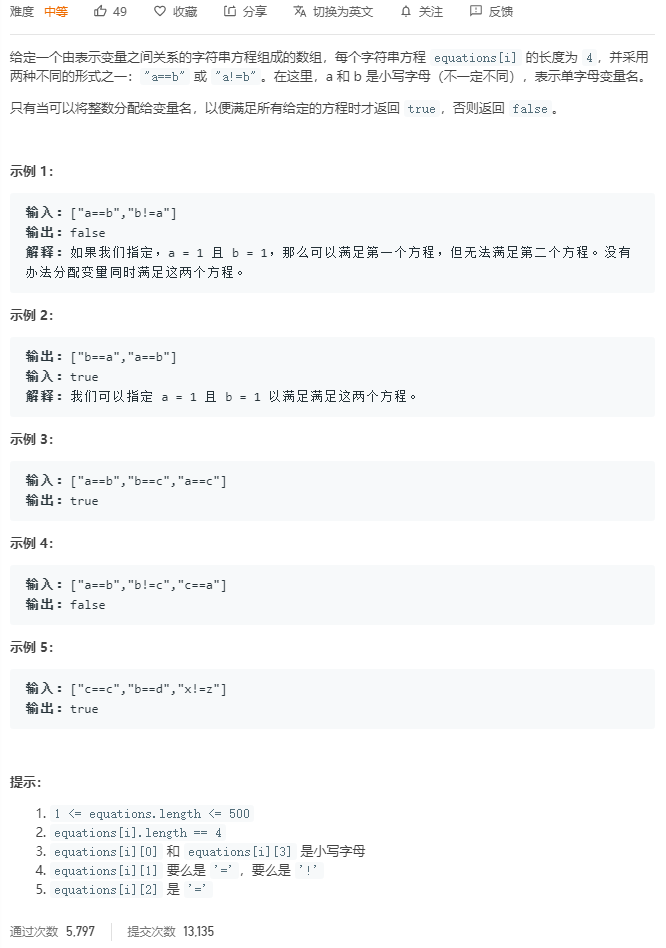 难度 中等 49 收藏 分享 切换为英文 关注 反馈
给定一个由表示变量之间关系的字符串方程组成的数组，每个字符串方程 equations[i] 的长度为 4，并采用
两种不同的形式之一："a==b" 或 "a!=b"。在这里，a 和 b 是小写字母（不一定不同），表示单字母变量名。
只有当可以将整数分配给变量名，以便满足所有给定的方程时才返回 true，否则返回 false。
示例 1：
输入：["a==b","b!=a"]
输出：false
解释：如果我们指定，a = 1 且 b = 1，那么可以满足第一个方程，但无法满足第二个方程。没有
办法分配变量同时满足这两个方程。
示例 2：
输出：["b==a","a==b"]
输入：true
解释：我们可以指定 a = 1 且 b = 1 以满足满足这两个方程。
示例 3：
输入：["a==b","b==c","a==c"]
输出：true
示例 4：
输入：["a==b","b!=c","c==a"]
输出：false
示例 5：
输入：["c==c","b==d","x!=z"]
输出：true
提示：
1. 1 <= equations.length <= 500
2. equations[i].length == 4
3. equations[i][0] 和 equations[i][3] 是小写字母
4. equations[i][1] 要么是 '='，要么是 '!'
5. equations[i][2] 是 '='
通过次数 5,797 提交次数 13,135